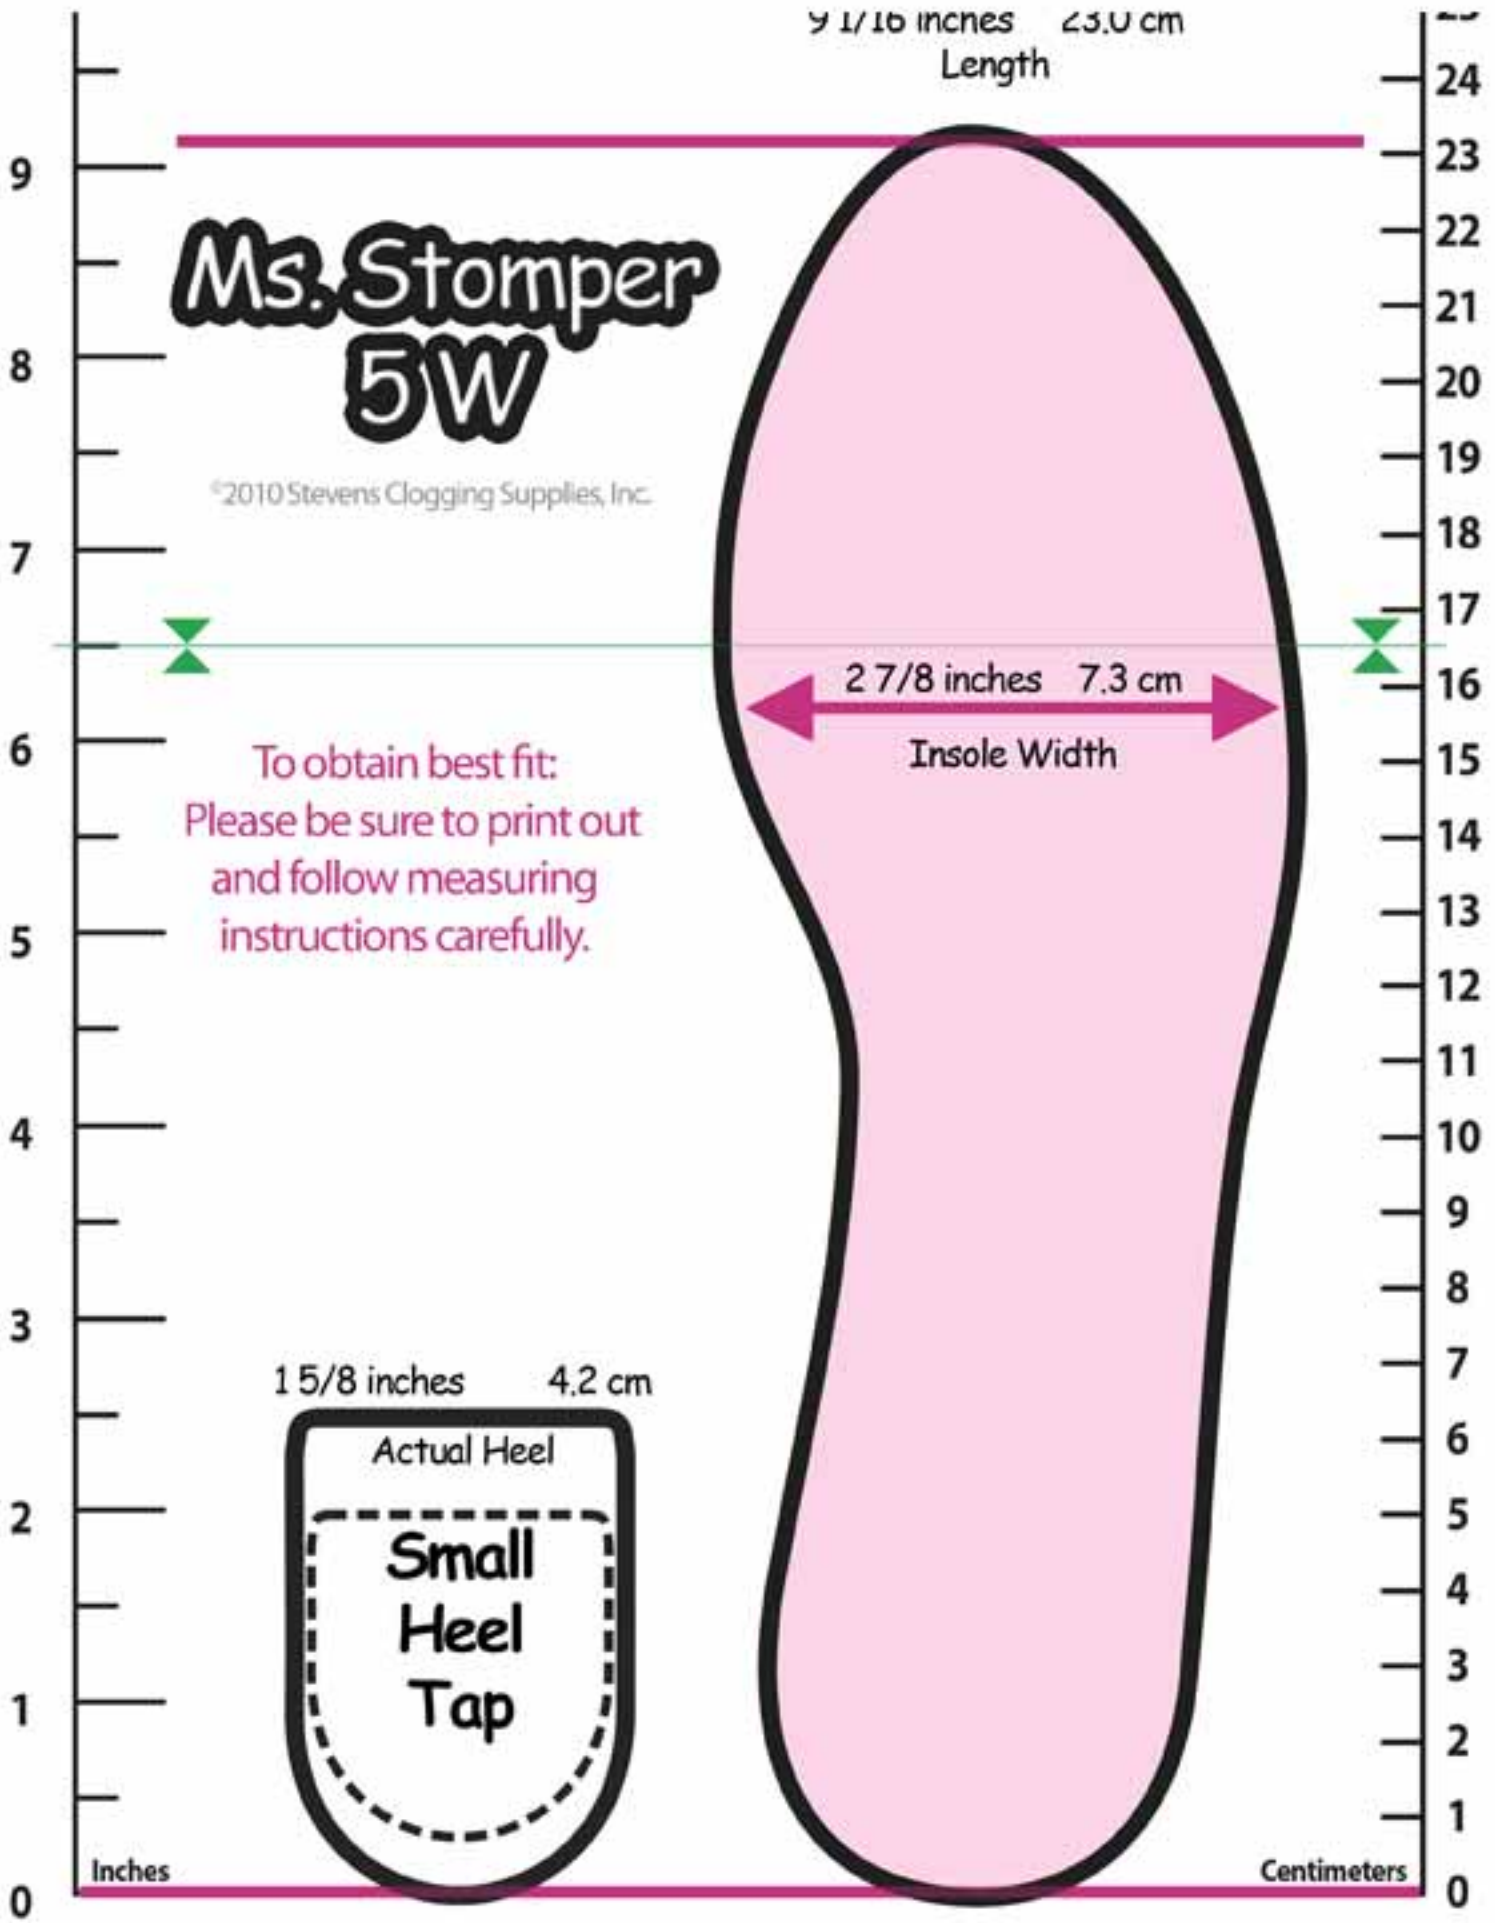 9 1/16 inches 23.0 cm
Length
Ms. Stomper
5 W
©2010 Stevens Clogging Supplies, Inc.
2 7/8 inches 7.3 cm
Insole Width
To obtain best fit:
Please be sure to print out
and follow measuring
instructions carefully.
1 5/8 inches 4.2 cm
Actual Heel
Small
Heel
Tap
Inches
Centimeters
9
8
7
6
5
4
3
2
1
0
25
24
23
22
21
20
19
18
17
16
15
14
13
12
11
10
9
8
7
6
5
4
3
2
1
0